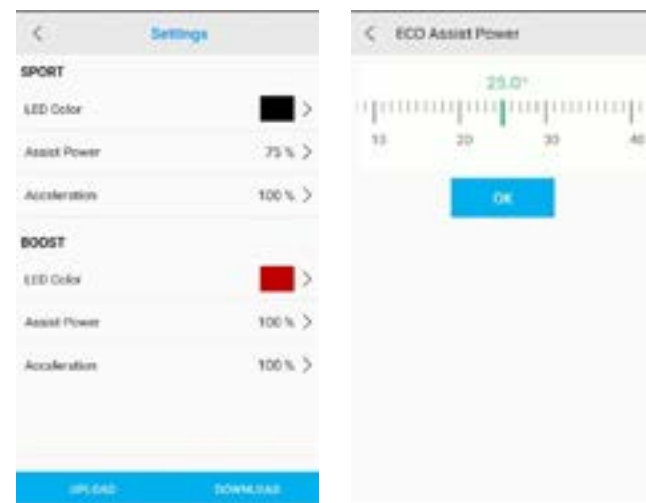 Settings
SPORT
LED Color
Assist Power 75 %
Acceleration 100 %
BOOST
LED Color
Assist Power 100 %
Acceleration 100 %
UPLOAD DOWNLOAD
ECO Assist Power
25.0°
10 20 30 40
OK